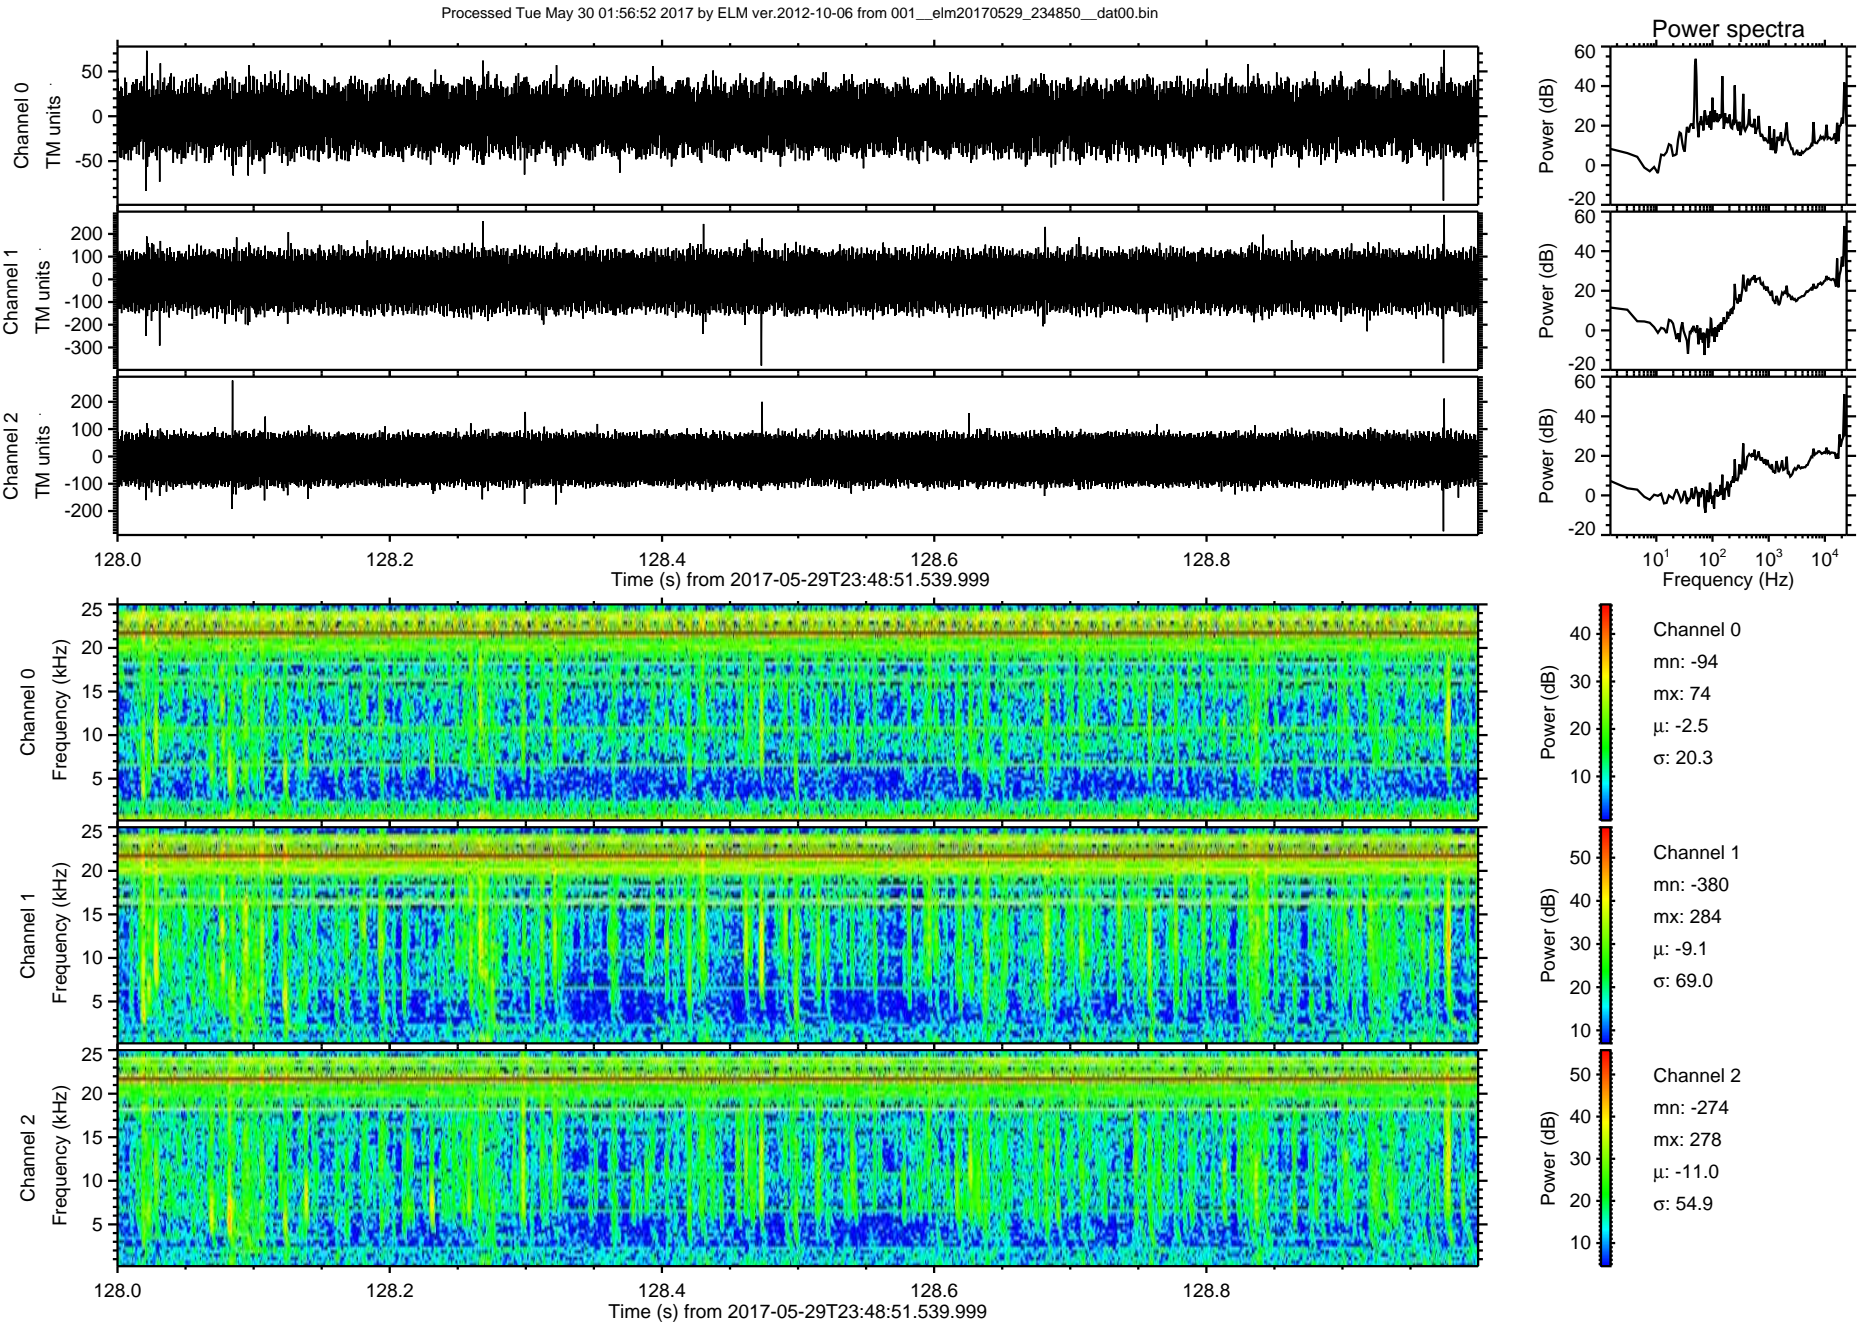 Processed Tue May 30 01:56:52 2017 by ELM ver.2012-10-06 from 001__elm20170529_234850__dat00.bin
Power spectra
Channel 0
TM units
50
0
-50
Power (dB)
60
40
20
0
-20
Channel 1
TM units
200
100
0
-100
-200
-300
Power (dB)
60
40
20
0
-20
Channel 2
TM units
200
100
0
-100
-200
Power (dB)
60
40
20
0
-20
128.0 128.2 128.4 128.6 128.8
Time (s) from 2017-05-29T23:48:51.539.999
10¹ 10² 10³ 10⁴
Frequency (Hz)
Channel 0
Frequency (kHz)
25
20
15
10
5
Power (dB)
40
30
20
10
Channel 0
mn: -94
mx: 74
μ: -2.5
σ: 20.3
Channel 1
Frequency (kHz)
25
20
15
10
5
Power (dB)
50
40
30
20
10
Channel 1
mn: -380
mx: 284
μ: -9.1
σ: 69.0
Channel 2
Frequency (kHz)
25
20
15
10
5
Power (dB)
50
40
30
20
10
Channel 2
mn: -274
mx: 278
μ: -11.0
σ: 54.9
128.0 128.2 128.4 128.6 128.8
Time (s) from 2017-05-29T23:48:51.539.999